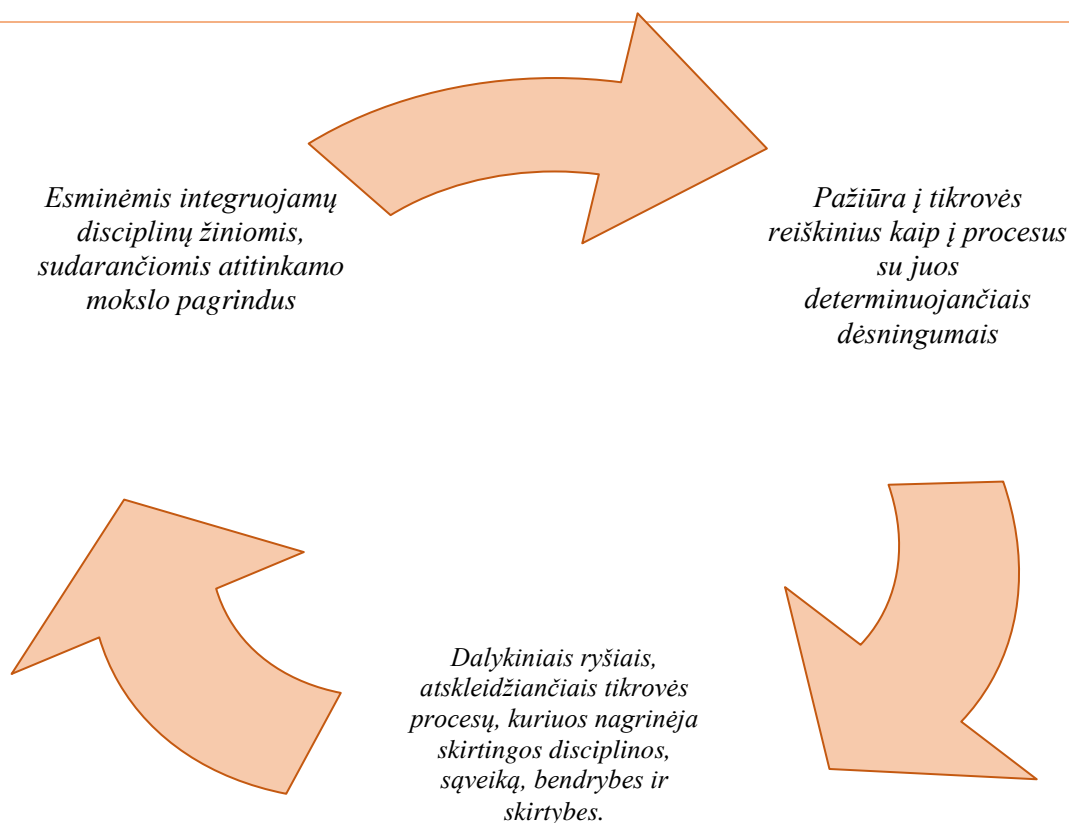 Esminėmis integruojamų
disciplinų žiniomis,
sudarančiomis atitinkamo
mokslo pagrindus
Pažiūra į tikrovės
reiškinius kaip į procesus
su juos
determinuojančiais
dėsningumais
Dalykiniais ryšiais,
atskleidžiančiais tikrovės
procesų, kuriuos nagrinėja
skirtingos disciplinos,
sąveiką, bendrybes ir
skirtybes.